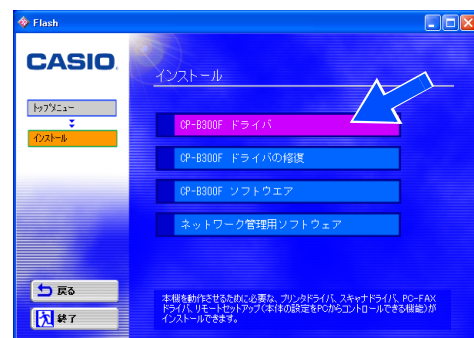 Flash
CASIO
インストール
トップメニュー
インストール
CP-B300F ドライバ
CP-B300F ドライバの修復
CP-B300F ソフトウエア
ネットワーク管理用ソフトウェア
戻る
終了
本機を動作させるために必要な、プリンタドライバ、スキャナドライバ、PC-FAX
ドライバ、リモートセットアップ(本体の設定をPCからコントロールできる機能)が
インストールできます。